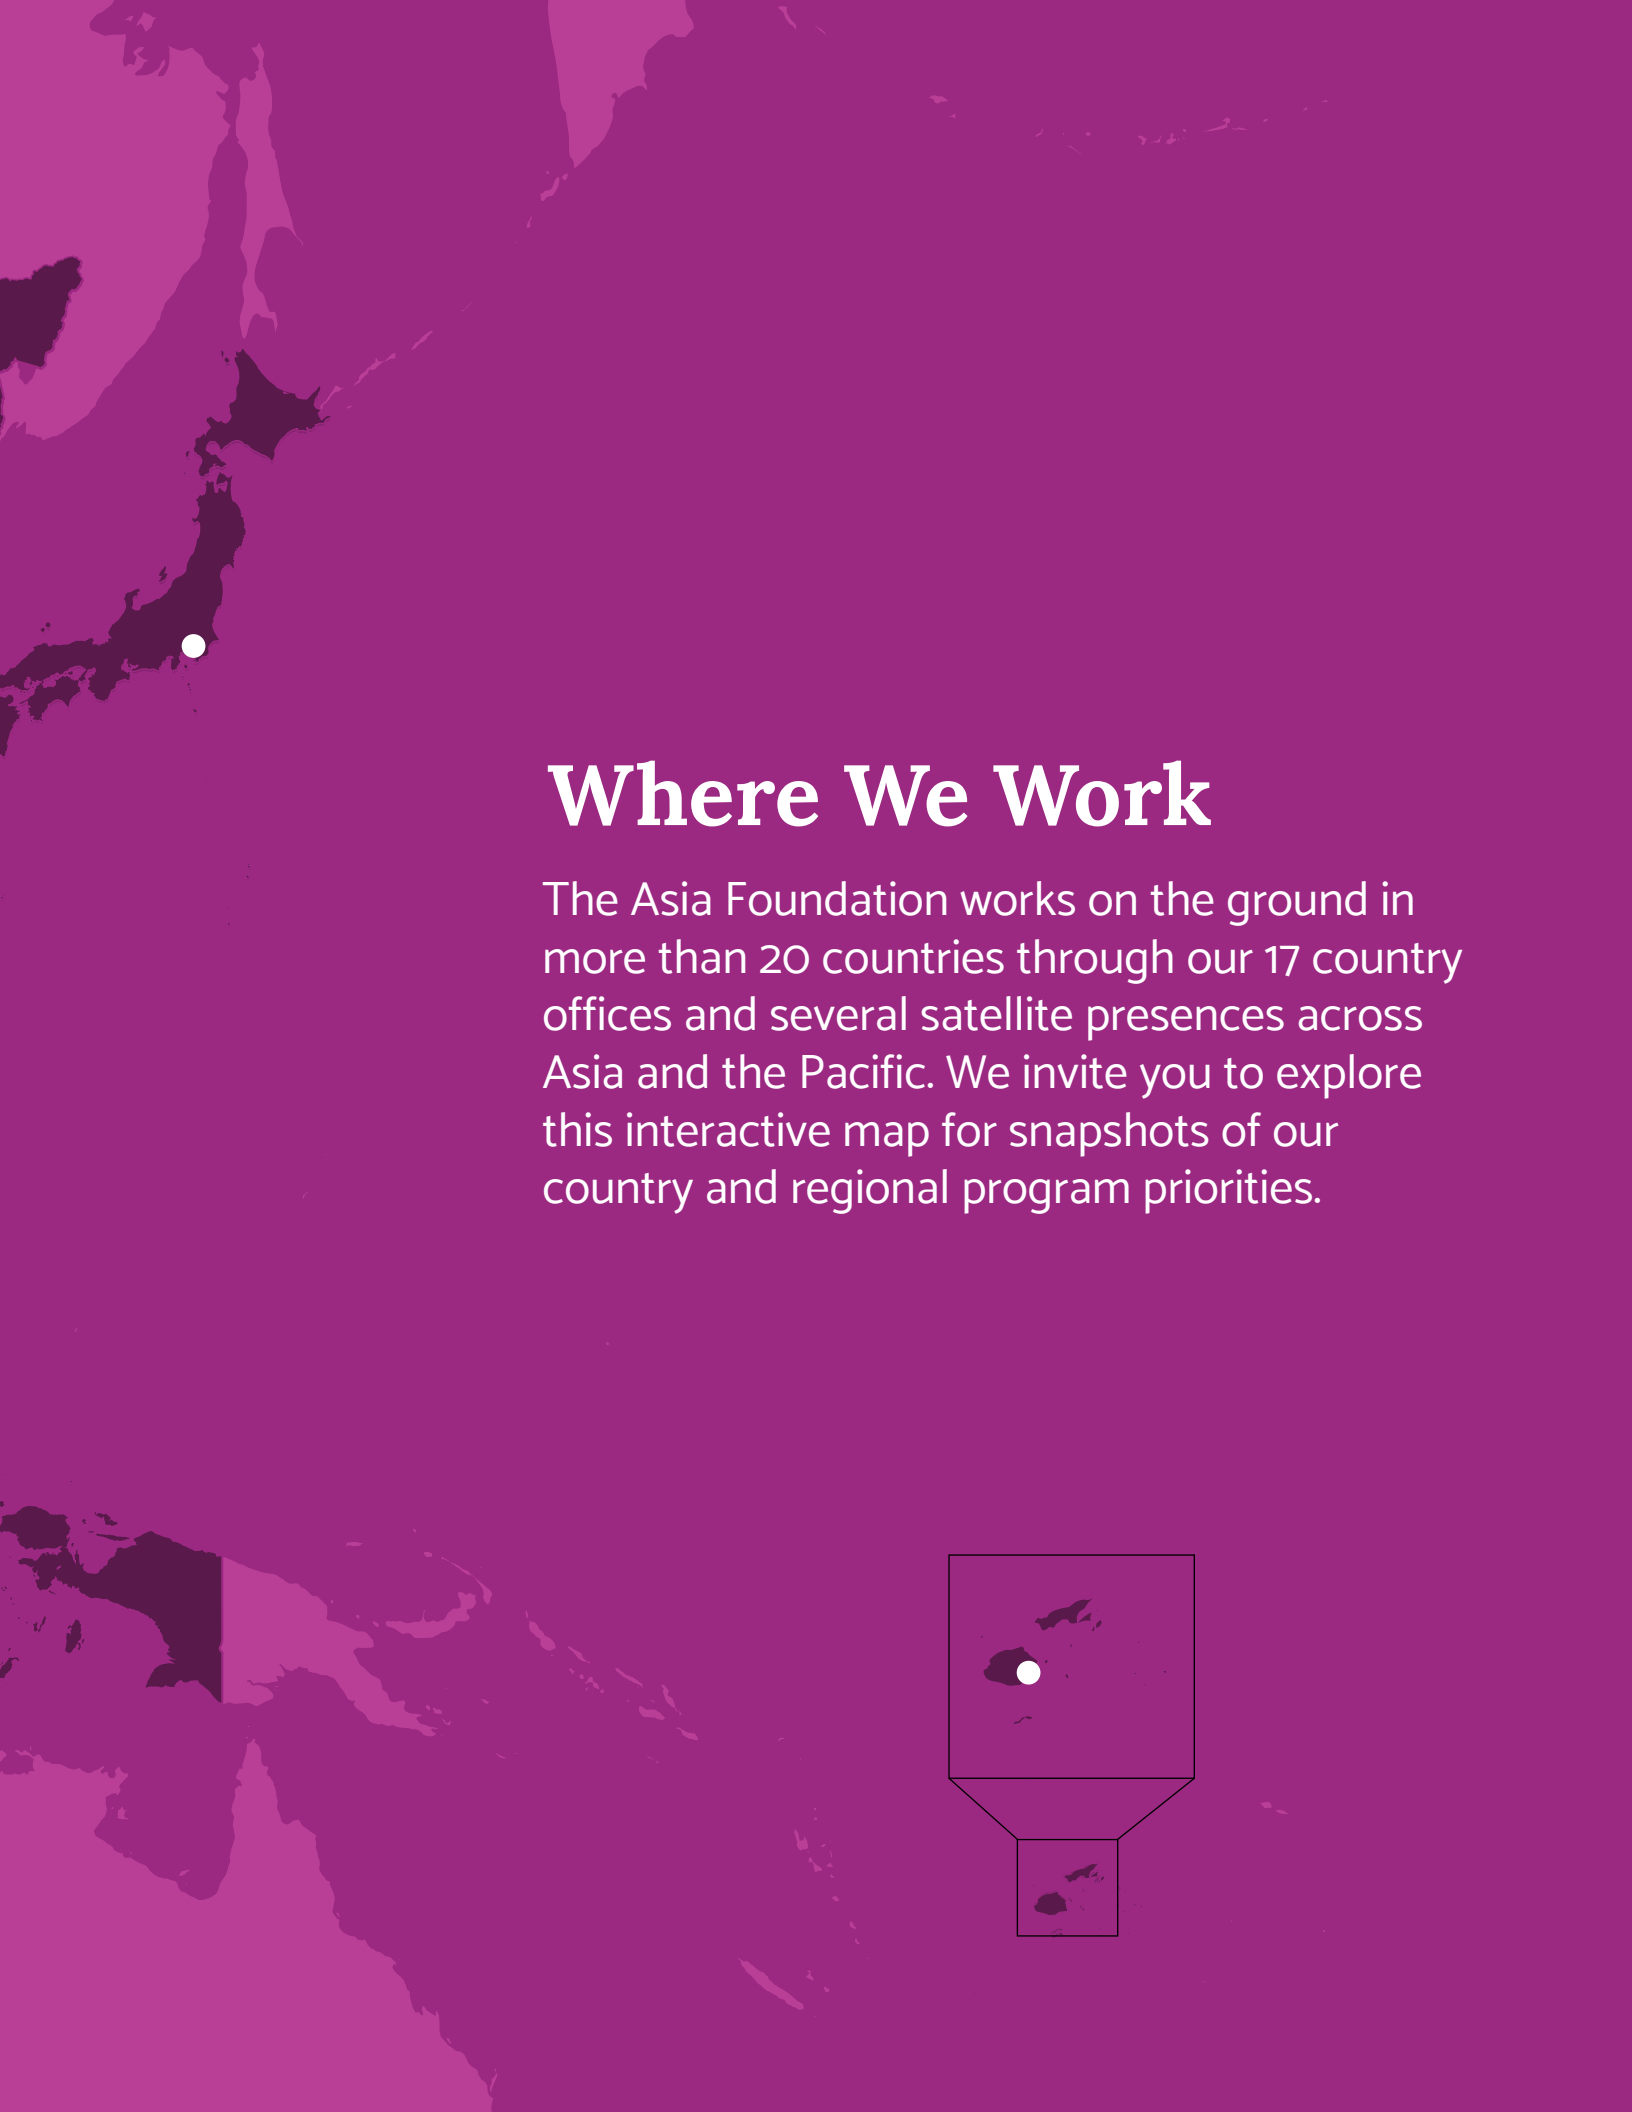 Where We Work
The Asia Foundation works on the ground in
more than 20 countries through our 17 country
offices and several satellite presences across
Asia and the Pacific. We invite you to explore
this interactive map for snapshots of our
country and regional program priorities.